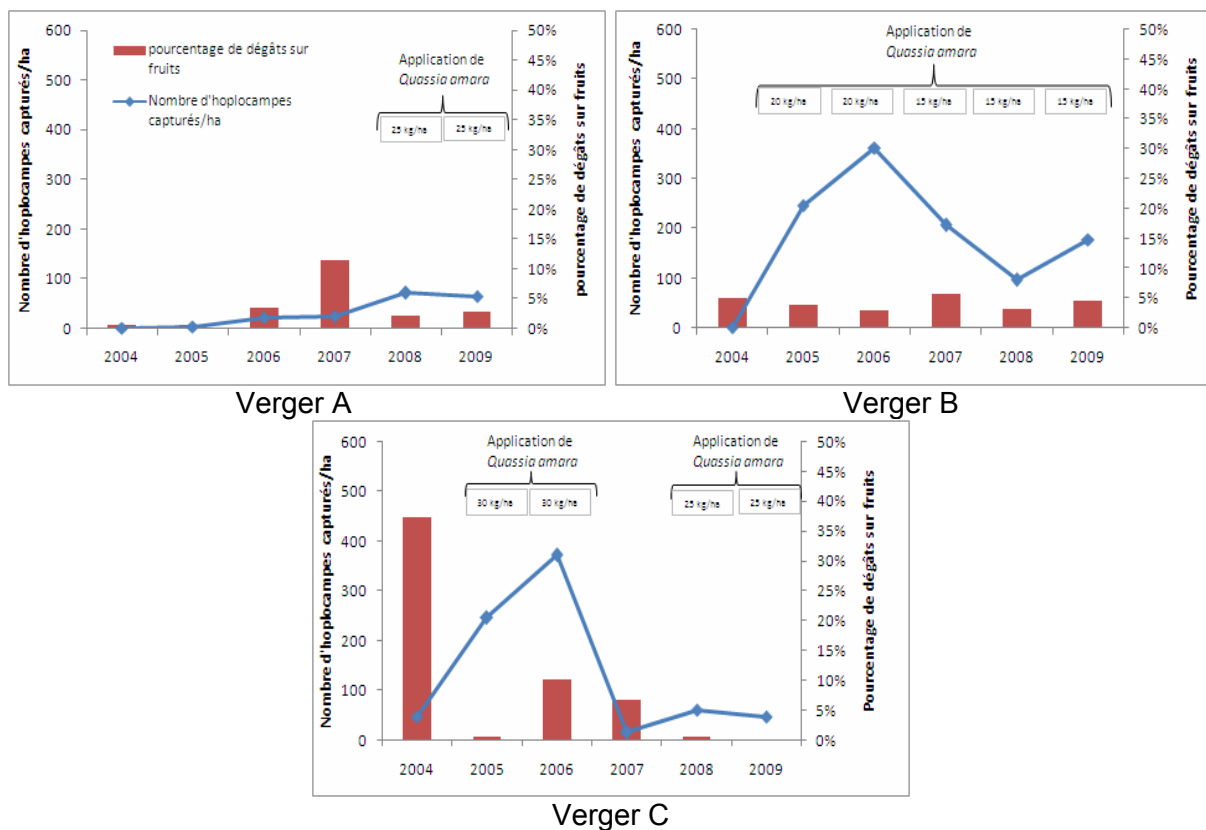 Nombre d'hoplocampes capturés/ha
600
500
400
300
200
100
0
pourcentage de dégâts sur
fruits
Nombre d'hoplocampes
capturés/ha
Application de
Quassia amara
25 kg/ha 25 kg/ha
50%
45%
40%
35%
30%
25%
20%
15%
10%
5%
0%
pourcentage de dégâts sur fruits
2004 2005 2006 2007 2008 2009
Verger A
Nombre d'hoplocampes capturés/ha
600
500
400
300
200
100
0
Application de
Quassia amara
20 kg/ha 20 kg/ha 15 kg/ha 15 kg/ha 15 kg/ha
50%
45%
40%
35%
30%
25%
20%
15%
10%
5%
0%
Pourcentage de dégâts sur fruits
2004 2005 2006 2007 2008 2009
Verger B
Nombre d'hoplocampes capturés/ha
600
500
400
300
200
100
0
Application de
Quassia amara
30 kg/ha 30 kg/ha
Application de
Quassia amara
25 kg/ha 25 kg/ha
50%
45%
40%
35%
30%
25%
20%
15%
10%
5%
0%
Pourcentage de dégâts sur fruits
2004 2005 2006 2007 2008 2009
Verger C